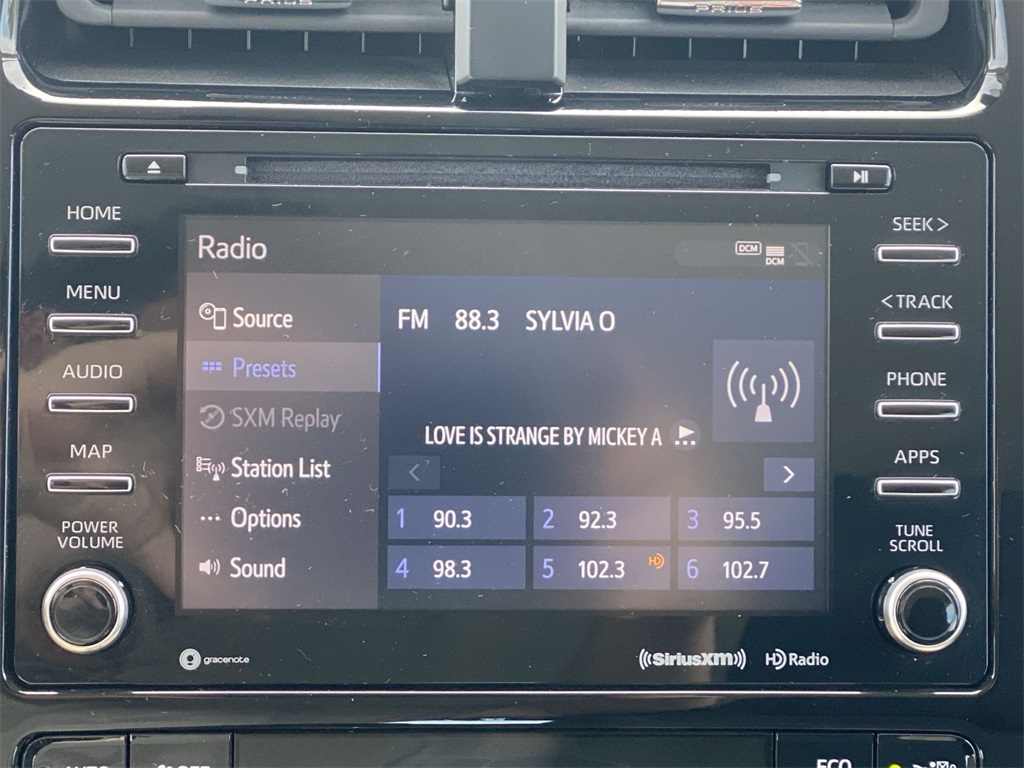 PRIUS
PRIUS
HOME
MENU
AUDIO
MAP
POWER
VOLUME
Radio
DCM
DCM
Source
Presets
SXM Replay
Station List
Options
Sound
FM 88.3 SYLVIA O
LOVE IS STRANGE BY MICKEY A
< >
1 90.3 2 92.3 3 95.5
4 98.3 5 102.3 HD 6 102.7
SEEK >
< TRACK
PHONE
APPS
TUNE
SCROLL
gracenote
((SiriusXM))
HD Radio
ECO